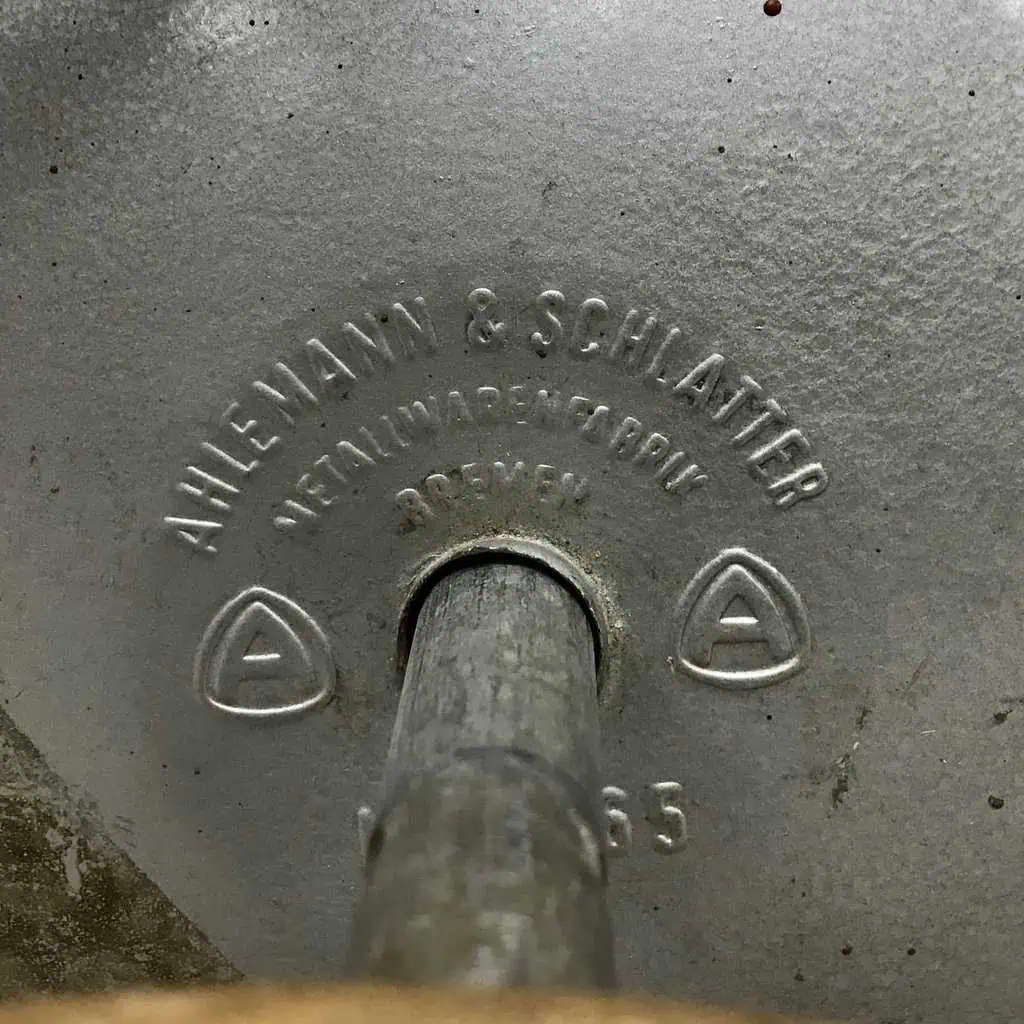 AHLEMANN & SCHLATTER
METALLWARENFABRIK
BREMEN
A A
65